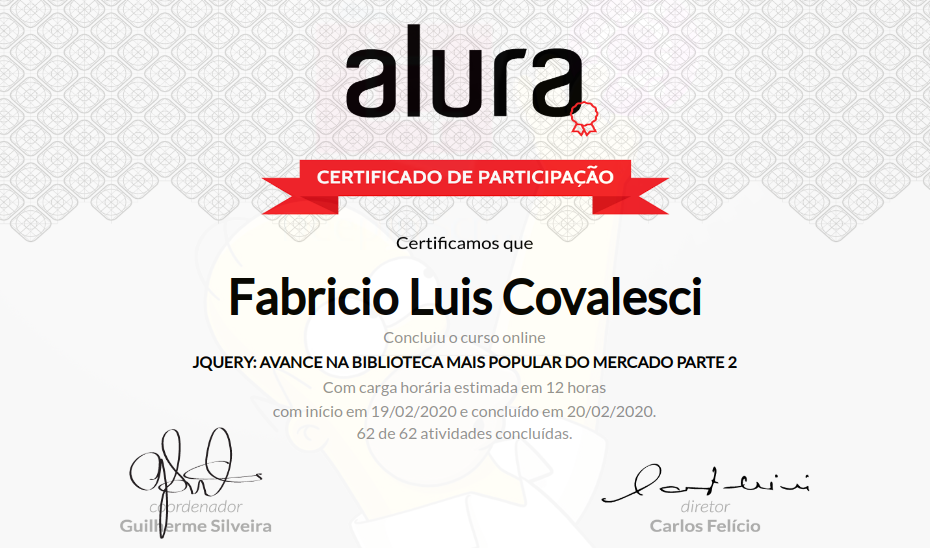 alura
CERTIFICADO DE PARTICIPAÇÃO
Certificamos que
Fabricio Luis Covalesci
Concluiu o curso online
JQUERY: AVANCE NA BIBLIOTECA MAIS POPULAR DO MERCADO PARTE 2
Com carga horária estimada em 12 horas
com início em 19/02/2020 e concluído em 20/02/2020.
62 de 62 atividades concluídas.
coordenador
Guilherme Silveira
diretor
Carlos Felício